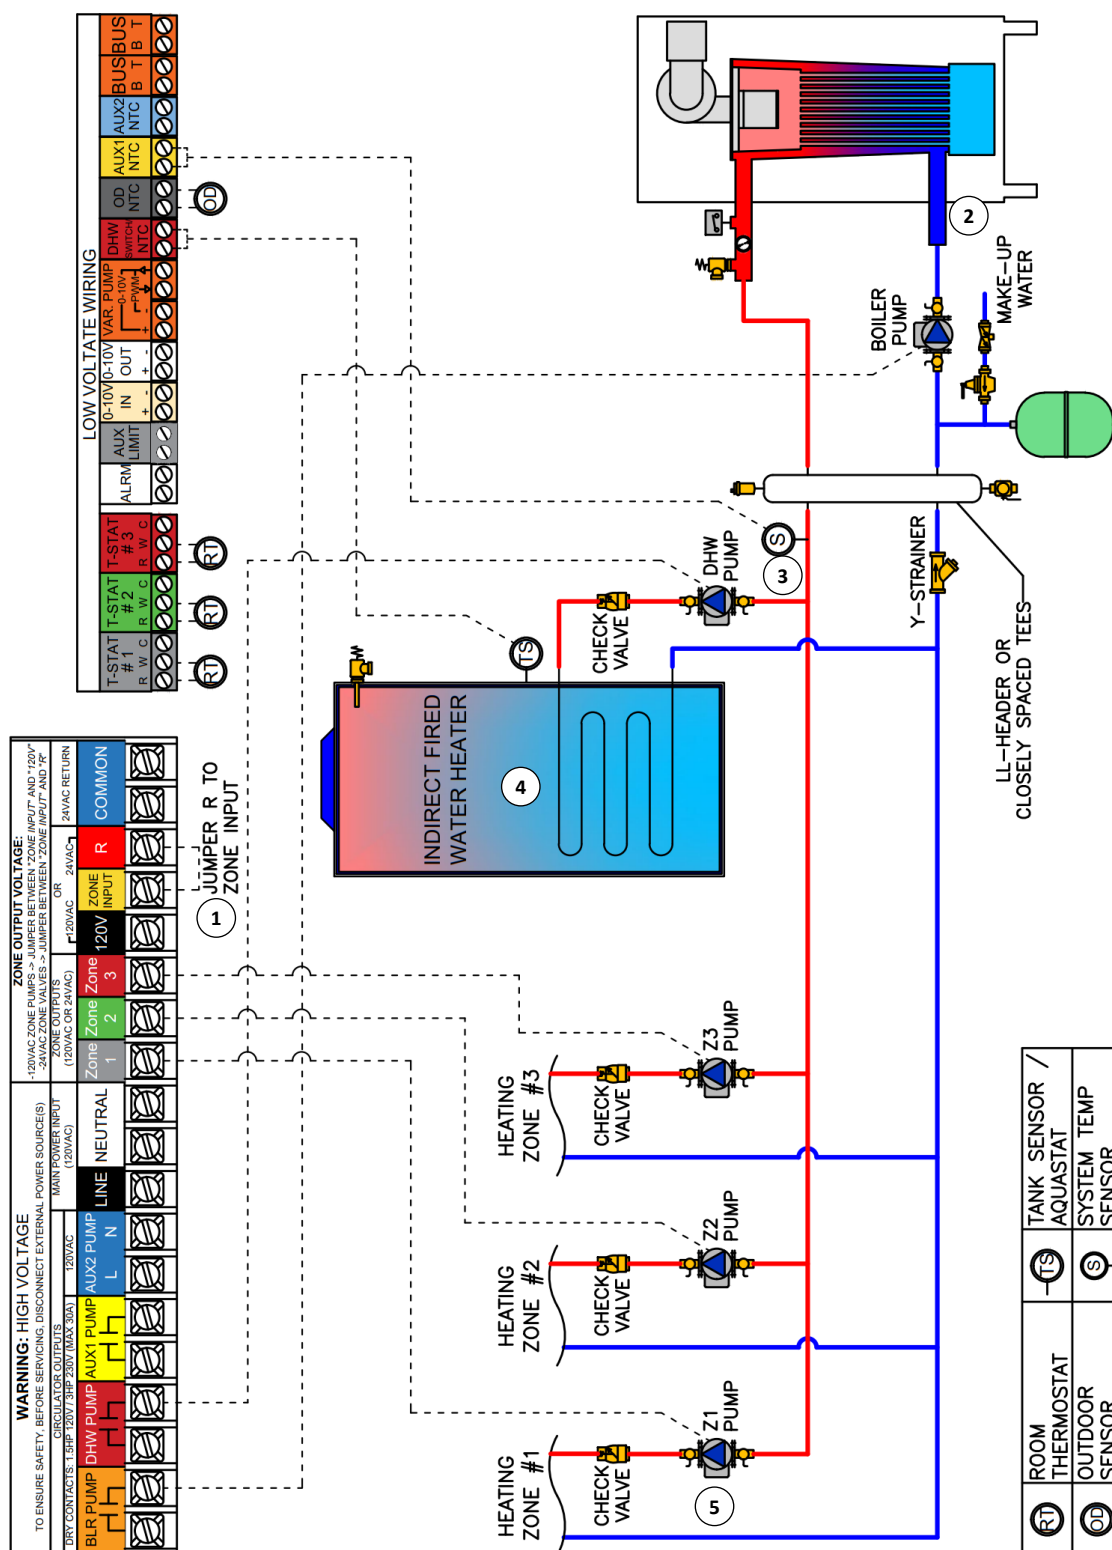 LOW VOLTATE WIRING
T-STAT
#1
R W C
T-STAT
#2
R W C
T-STAT
#3
R W C
ALRM
AUX
LIMIT
0-10V
IN
+ -
0-10V
OUT
+ -
VAR. PUMP
0-10V
PWM
+ -
DHW
SWITCH/
NTC
OD
NTC
AUX1
NTC
AUX2
NTC
BUS
B T
BUS
B T
RT
RT
RT
OD
WARNING: HIGH VOLTAGE
TO ENSURE SAFETY, BEFORE SERVICING, DISCONNECT EXTERNAL POWER SOURCE(S)
CIRCULATOR OUTPUTS
DRY CONTACTS: 1.5HP 120V / 3HP 230V (MAX 30A)
120VAC
MAIN POWER INPUT
(120VAC)
ZONE OUTPUT VOLTAGE:
-120VAC ZONE PUMPS -> JUMPER BETWEEN "ZONE INPUT" AND "120V"
-24VAC ZONE VALVES -> JUMPER BETWEEN "ZONE INPUT" AND "R"
ZONE OUTPUTS
(120VAC OR 24VAC)
120VAC
OR
24VAC
24VAC RETURN
BLR PUMP
DHW PUMP
AUX1 PUMP
AUX2 PUMP
L N
LINE
NEUTRAL
Zone
1
Zone
2
Zone
3
120V
ZONE
INPUT
R
COMMON
1
JUMPER R TO
ZONE INPUT
INDIRECT FIRED
WATER HEATER
4
TS
CHECK
VALVE
DHW
PUMP
S
3
BOILER
PUMP
2
MAKE-UP
WATER
Y-STRAINER
LL-HEADER OR
CLOSELY SPACED TEES
HEATING
ZONE #1
CHECK
VALVE
Z1
PUMP
5
HEATING
ZONE #2
CHECK
VALVE
Z2
PUMP
HEATING
ZONE #3
CHECK
VALVE
Z3
PUMP
RT
ROOM
THERMOSTAT
TS
TANK SENSOR /
AQUASTAT
OD
OUTDOOR
SENSOR
S
SYSTEM TEMP
SENSOR